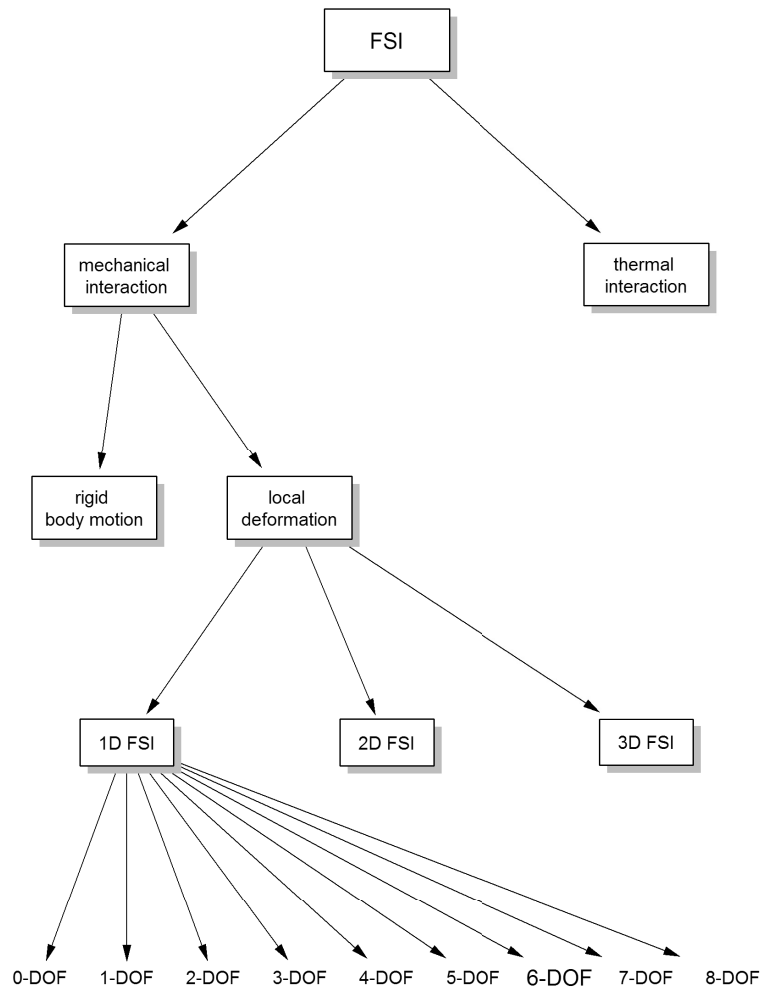 FSI
mechanical
interaction
thermal
interaction
rigid
body motion
local
deformation
1D FSI
2D FSI
3D FSI
0-DOF
1-DOF
2-DOF
3-DOF
4-DOF
5-DOF
6-DOF
7-DOF
8-DOF